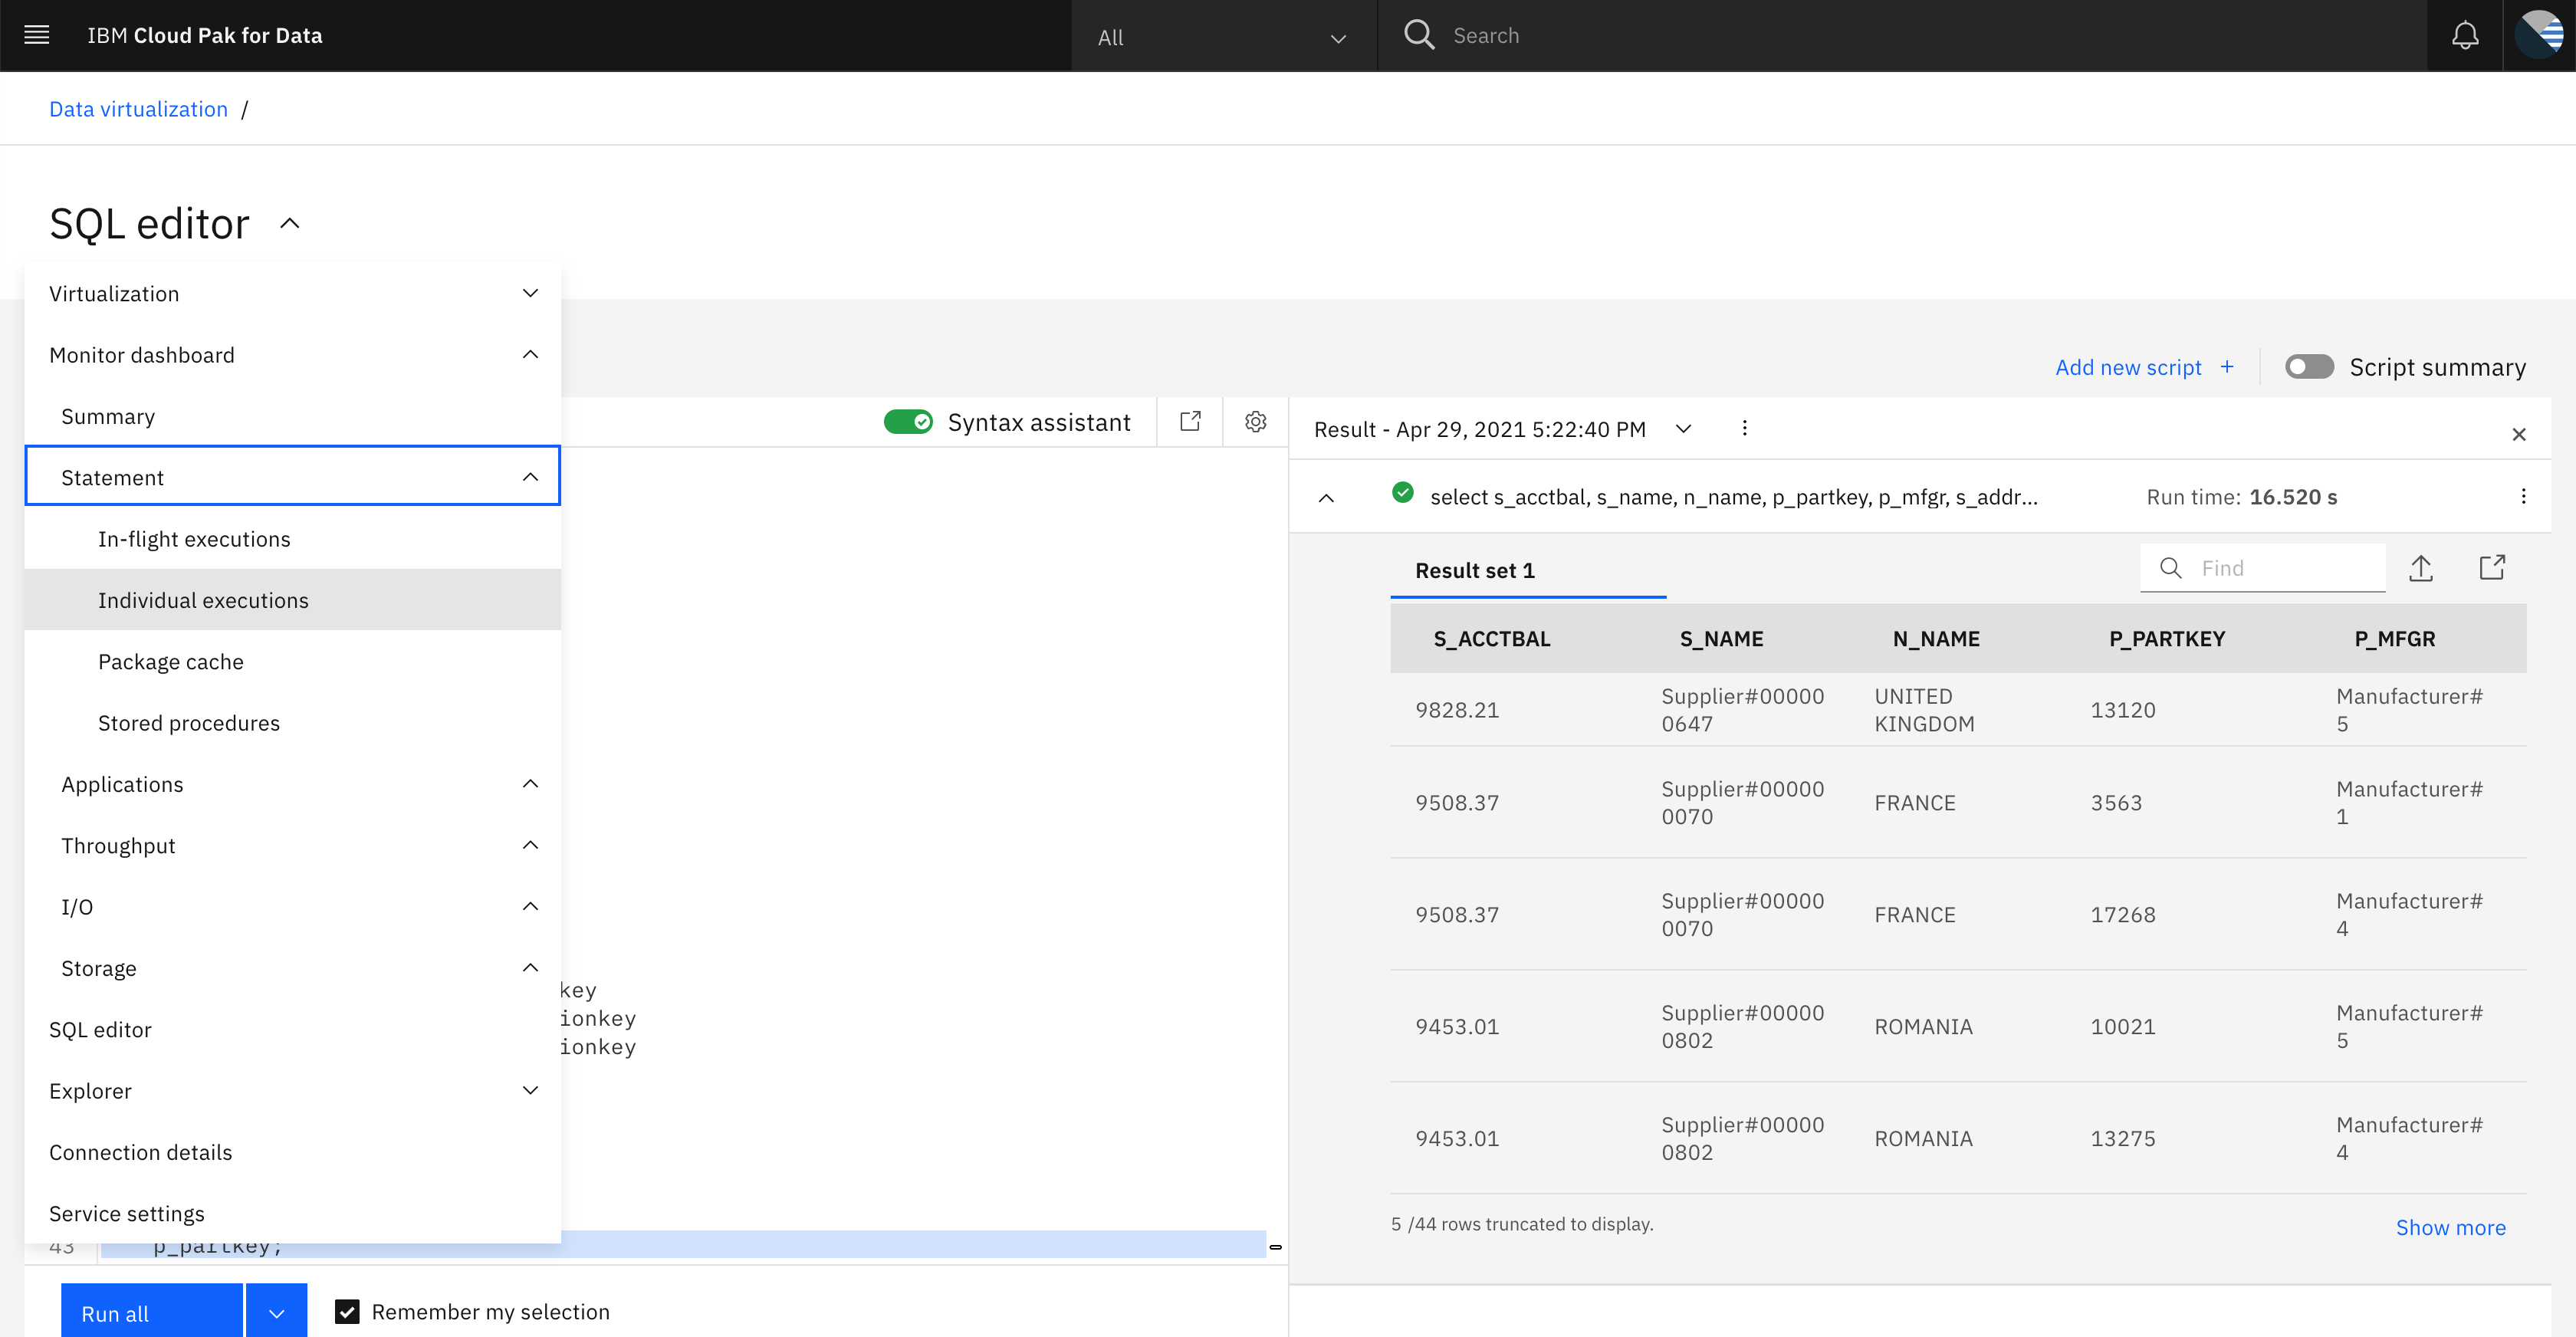 IBM Cloud Pak for Data
All
Search
Data virtualization /
SQL editor
Virtualization
Monitor dashboard
Summary
Statement
In-flight executions
Individual executions
Package cache
Stored procedures
Applications
Throughput
I/O
Storage
SQL editor
Explorer
Connection details
Service settings
Add new script +
Script summary
Syntax assistant
key
ionkey
ionkey
43 p_partkey;
Run all
Remember my selection
Result - Apr 29, 2021 5:22:40 PM
select s_acctbal, s_name, n_name, p_partkey, p_mfgr, s_addr... Run time: 16.520 s
Result set 1
Find
S_ACCTBAL S_NAME N_NAME P_PARTKEY P_MFGR
9828.21 Supplier#000000647 UNITED KINGDOM 13120 Manufacturer#5
9508.37 Supplier#000000070 FRANCE 3563 Manufacturer#1
9508.37 Supplier#000000070 FRANCE 17268 Manufacturer#4
9453.01 Supplier#000000802 ROMANIA 10021 Manufacturer#5
9453.01 Supplier#000000802 ROMANIA 13275 Manufacturer#4
5 /44 rows truncated to display.
Show more